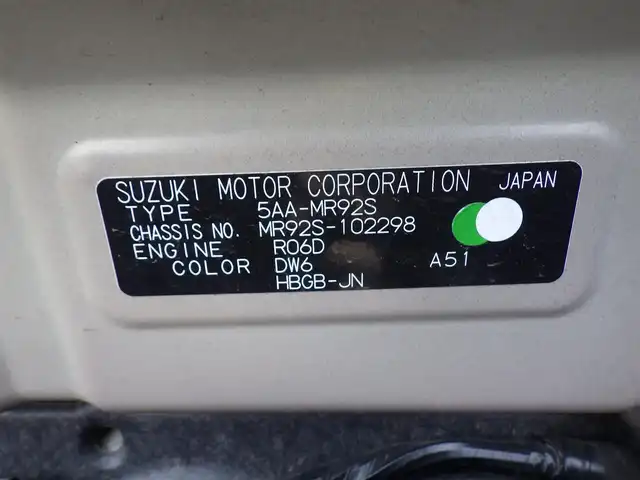 SUZUKI MOTOR CORPORATION JAPAN
TYPE 5AA-MR92S
CHASSIS NO. MR92S-102298
ENGINE R06D
COLOR DW6 A51
HBGB-JN